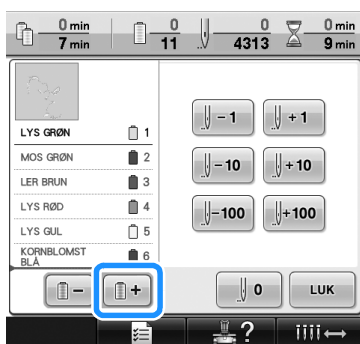 0 min 0 0 0 min
7 min 11 4313 9 min
LYS GRØN 1
MOS GRØN 2
LER BRUN 3
LYS RØD 4
LYS GUL 5
KORNBLOMST
BLÅ 6
-1 +1
-10 +10
-100 +100
- + 0 LUK
?